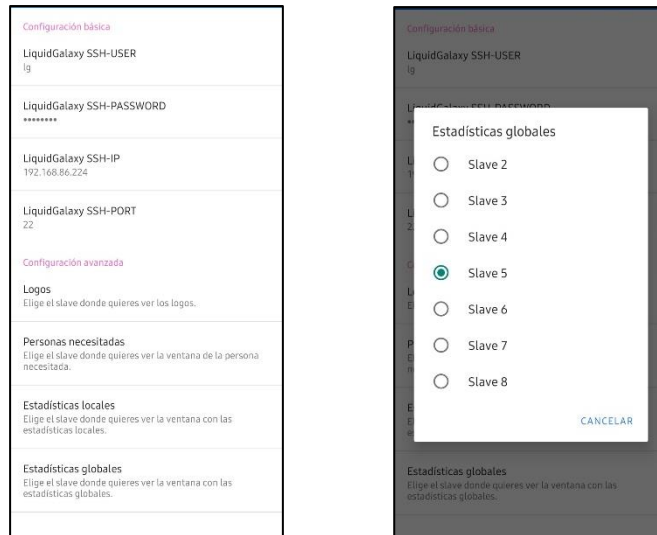 Configuración básica
LiquidGalaxy SSH-USER
lg
LiquidGalaxy SSH-PASSWORD
********
LiquidGalaxy SSH-IP
192.168.86.224
LiquidGalaxy SSH-PORT
22
Configuración avanzada
Logos
Elige el slave donde quieres ver los logos.
Personas necesitadas
Elige el slave donde quieres ver la ventana de la persona
necesitada.
Estadísticas locales
Elige el slave donde quieres ver la ventana con las
estadísticas locales.
Estadísticas globales
Elige el slave donde quieres ver la ventana con las
estadísticas globales.
Configuración básica
LiquidGalaxy SSH-USER
lg
Estadísticas globales
Slave 2
Slave 3
Slave 4
Slave 5
Slave 6
Slave 7
Slave 8
CANCELAR
Estadísticas globales
Elige el slave donde quieres ver la ventana con las
estadísticas globales.